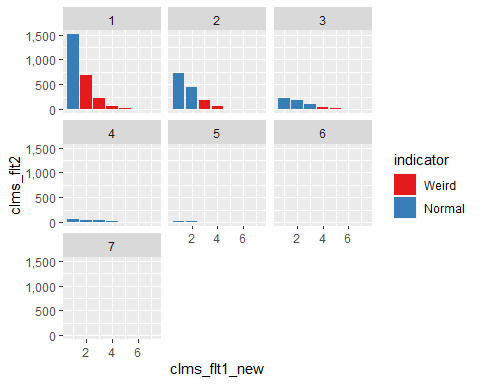 1 2 3
1,500
1,000
500
0
4 5 6
1,500
1,000
500
0
2 4 6 2 4 6
7
1,500
1,000
500
0
2 4 6
clms_flt2
clms_flt1_new
indicator
Weird
Normal